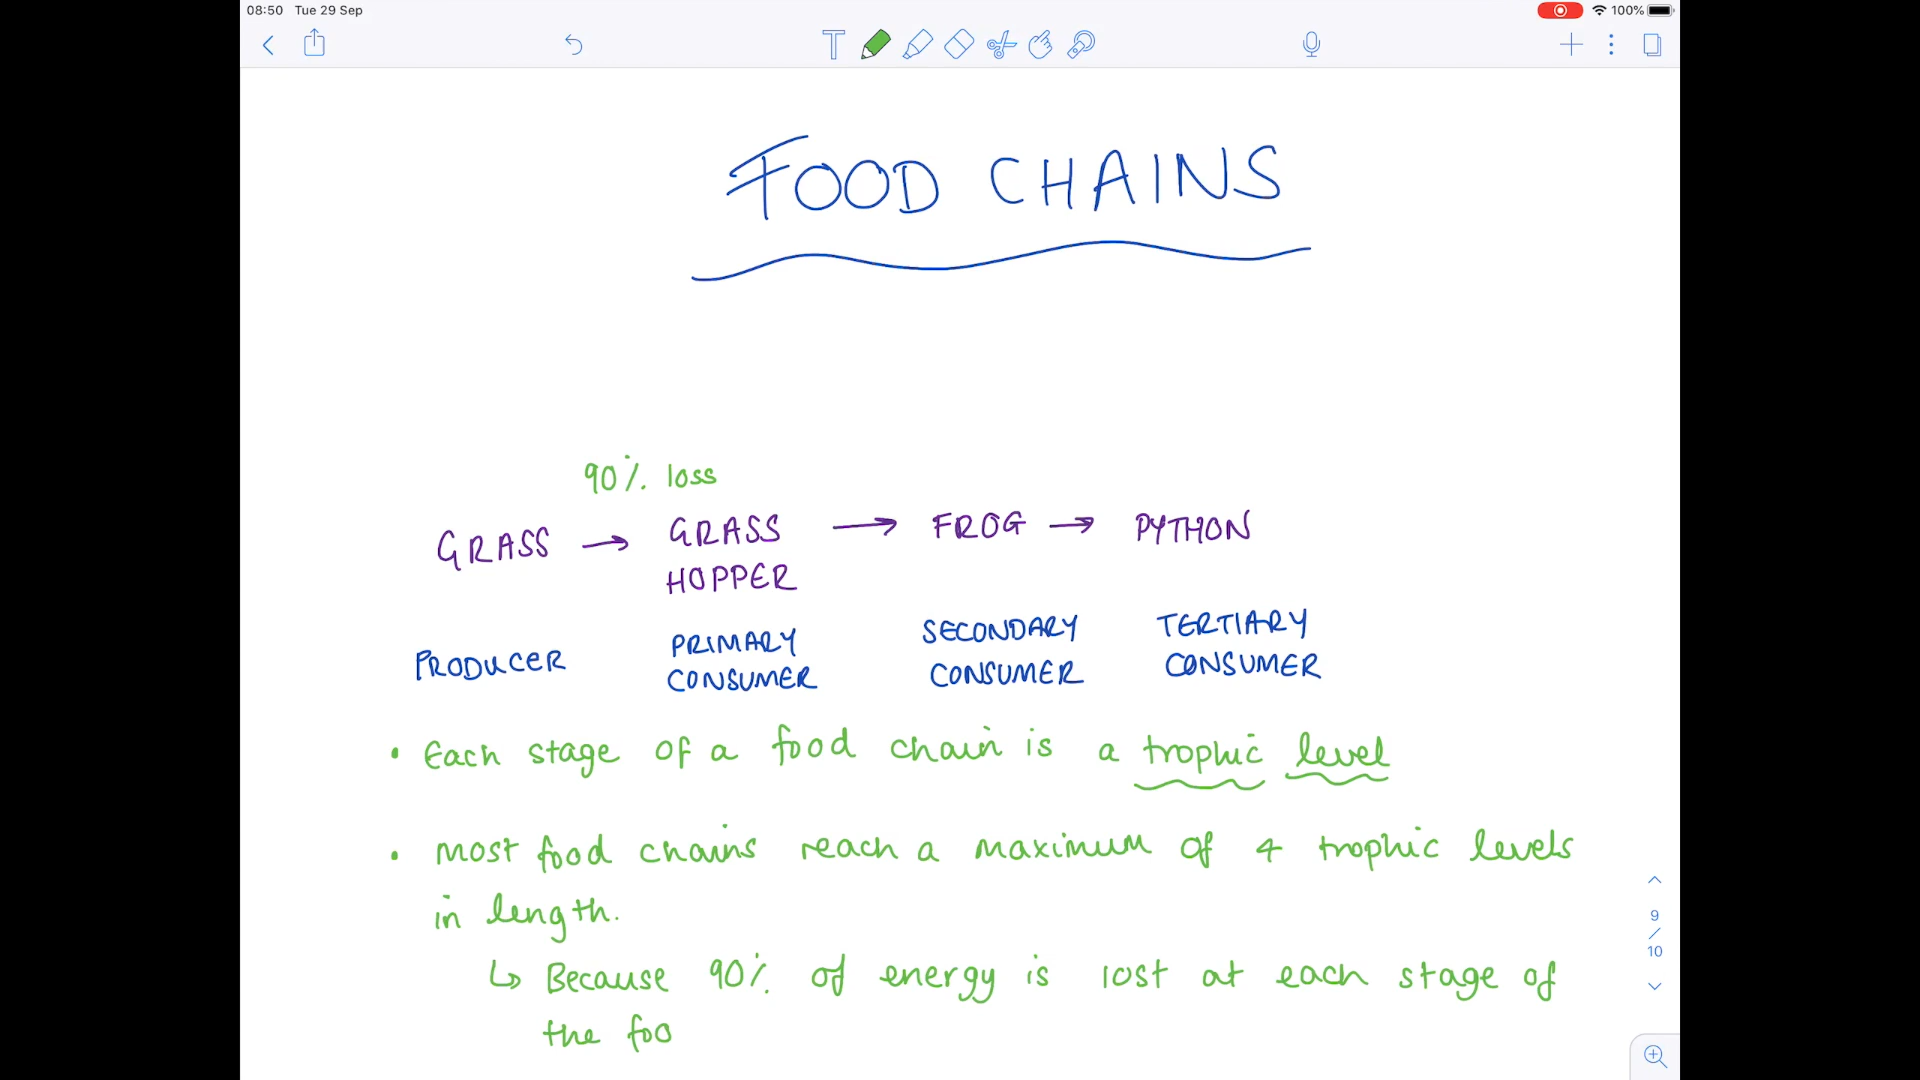 08:50 Tue 29 Sep
100%
T
FOOD CHAINS
90% loss
GRASS → GRASS HOPPER → FROG → PYTHON
PRODUCER PRIMARY CONSUMER SECONDARY CONSUMER TERTIARY CONSUMER
• Each stage of a food chain is a trophic level
• Most food chains reach a maximum of 4 trophic levels
in length.
↳ Because 90% of energy is lost at each stage of
the foo
9
/
10